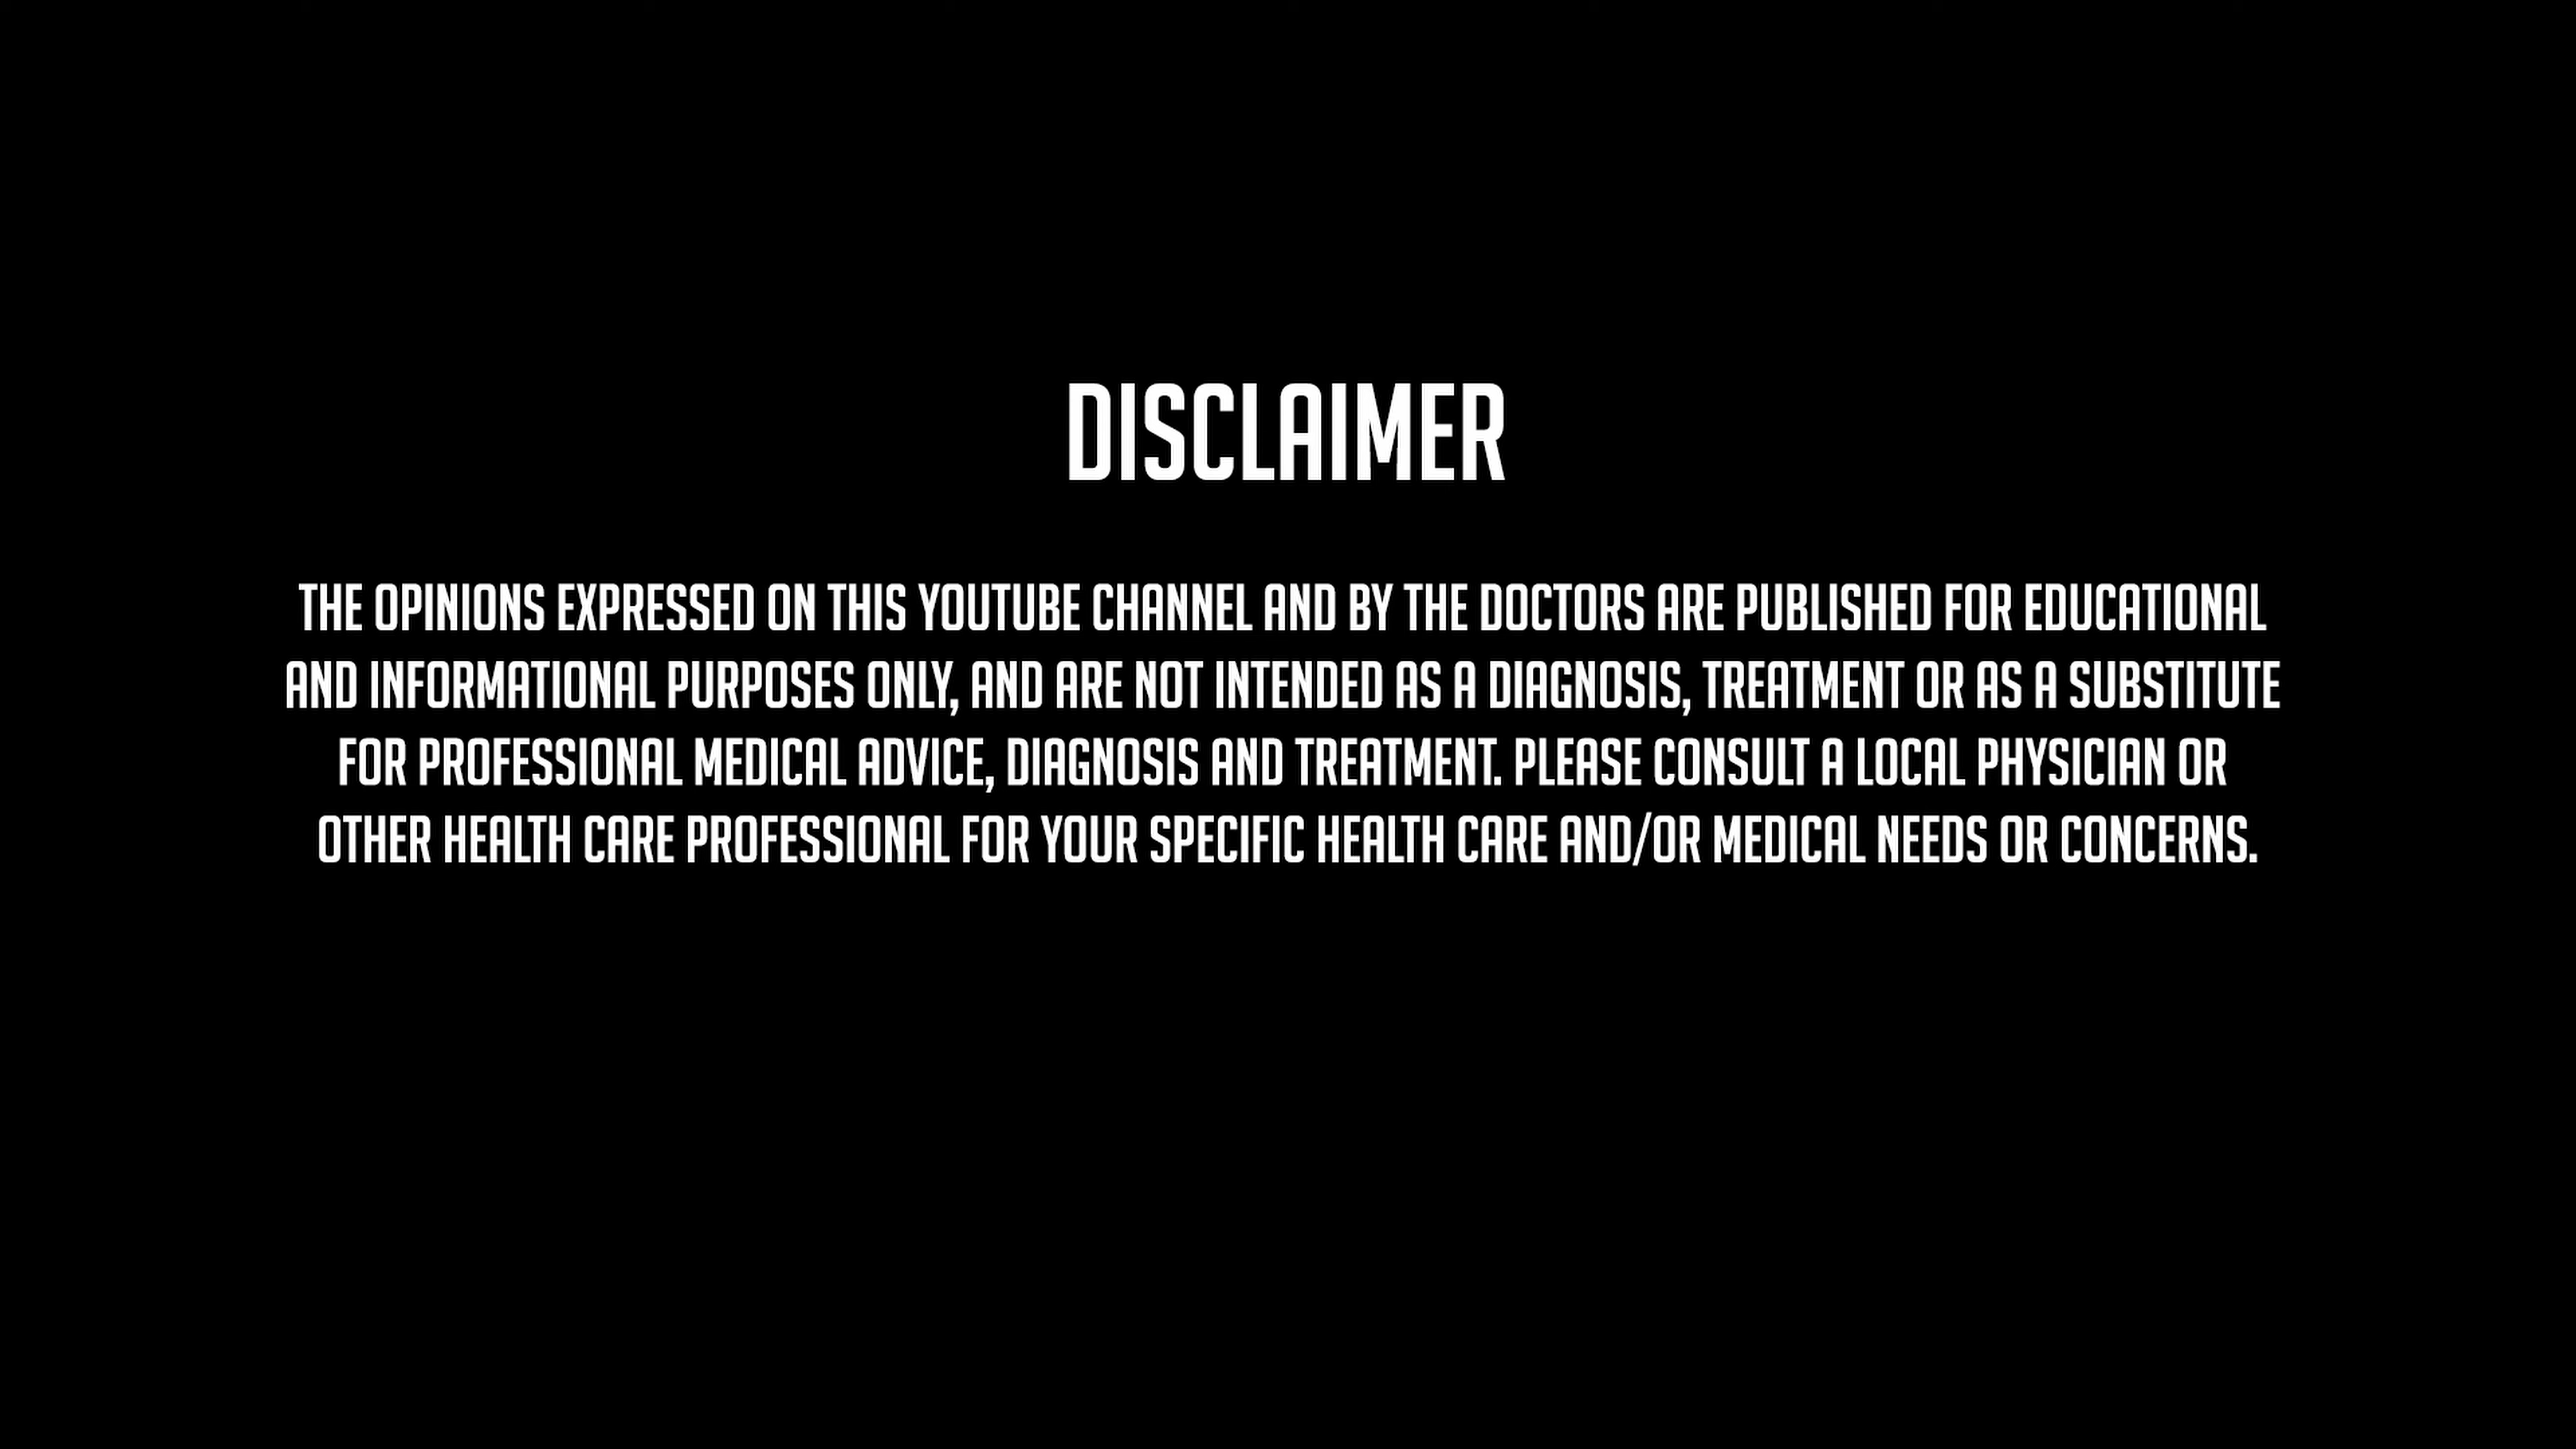 DISCLAIMER
THE OPINIONS EXPRESSED ON THIS YOUTUBE CHANNEL AND BY THE DOCTORS ARE PUBLISHED FOR EDUCATIONAL
AND INFORMATIONAL PURPOSES ONLY, AND ARE NOT INTENDED AS A DIAGNOSIS, TREATMENT OR AS A SUBSTITUTE
FOR PROFESSIONAL MEDICAL ADVICE, DIAGNOSIS AND TREATMENT. PLEASE CONSULT A LOCAL PHYSICIAN OR
OTHER HEALTH CARE PROFESSIONAL FOR YOUR SPECIFIC HEALTH CARE AND/OR MEDICAL NEEDS OR CONCERNS.